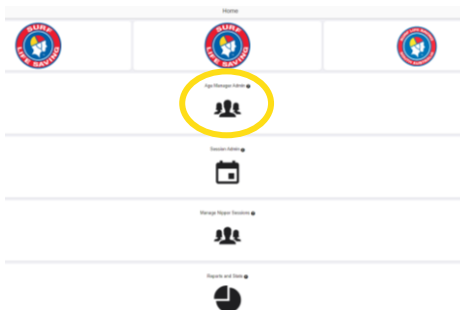 Home
SURF
LIFE SAVING
SURF
LIFE SAVING
Age Manager Admin
Session Admin
Manage Nipper Sessions
Reports and Stats